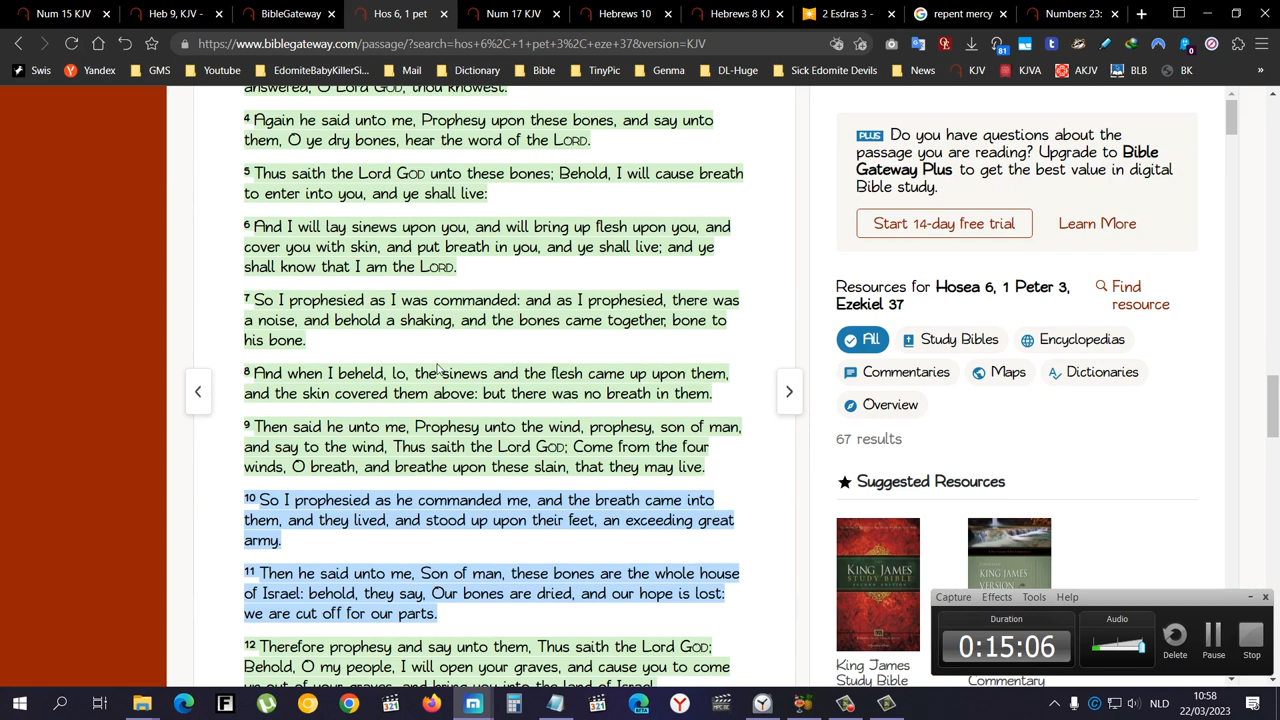 Num 15 KJV
Heb 9, KJV -
BibleGateway
Hos 6, 1 pet
Num 17 KJV
Hebrews 10
Hebrews 8 KJ
2 Esdras 3 -
repent mercy
Numbers 23:
https://www.biblegateway.com/passage/?search=hos+6%2C+1+pet+3%2C+eze+37&version=KJV
81
0
Swis
Yandex
GMS
Youtube
EdomiteBabyKillerSi...
Mail
Dictionary
Bible
TinyPic
Genma
DL-Huge
Sick Edomite Devils
News
KJV
KJVA
AKJV
BLB
BK
»
answered, O Lord GOD, thou knowest.
4 Again he said unto me, Prophesy upon these bones, and say unto
them, O ye dry bones, hear the word of the LORD.
5 Thus saith the Lord GOD unto these bones; Behold, I will cause breath
to enter into you, and ye shall live:
6 And I will lay sinews upon you, and will bring up flesh upon you, and
cover you with skin, and put breath in you, and ye shall live; and ye
shall know that I am the LORD.
7 So I prophesied as I was commanded: and as I prophesied, there was
a noise, and behold a shaking, and the bones came together, bone to
his bone.
8 And when I beheld, lo, the sinews and the flesh came up upon them,
and the skin covered them above: but there was no breath in them.
9 Then said he unto me, Prophesy unto the wind, prophesy, son of man,
and say to the wind, Thus saith the Lord GOD; Come from the four
winds, O breath, and breathe upon these slain, that they may live.
10 So I prophesied as he commanded me, and the breath came into
them, and they lived, and stood up upon their feet, an exceeding great
army.
11 Then he said unto me, Son of man, these bones are the whole house
of Israel: behold, they say, Our bones are dried, and our hope is lost:
we are cut off for our parts.
12 Therefore prophesy and say unto them, Thus saith the Lord GOD;
Behold, O my people, I will open your graves, and cause you to come
up out of your graves, and bring you into the land of Israel.
PLUS Do you have questions about the
passage you are reading? Upgrade to Bible
Gateway Plus to get the best value in digital
Bible study.
Start 14-day free trial
Learn More
Resources for Hosea 6, 1 Peter 3,
Ezekiel 37
Find
resource
All
Study Bibles
Encyclopedias
Commentaries
Maps
Dictionaries
Overview
67 results
★ Suggested Resources
KING JAMES
STUDY BIBLE
KING JAMES
VERSION
King James
Study Bible
Commentary
Capture
Effects
Tools
Help
Duration
0:15:06
Audio
Delete
Pause
Stop
321
321
BETA
NLD
10:58
22/03/2023